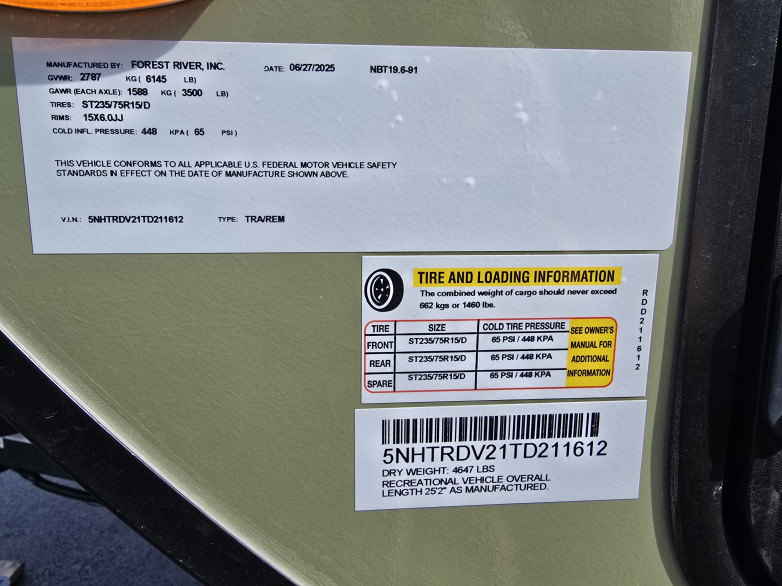 MANUFACTURED BY: FOREST RIVER, INC. DATE: 06/27/2025 NBT19.6-91
GVWR: 2787 KG ( 6145 LB)
GAWR (EACH AXLE): 1588 KG ( 3500 LB)
TIRES: ST235/75R15/D
RIMS: 15X6.0JJ
COLD INFL. PRESSURE: 448 KPA ( 65 PSI )
THIS VEHICLE CONFORMS TO ALL APPLICABLE U.S. FEDERAL MOTOR VEHICLE SAFETY
STANDARDS IN EFFECT ON THE DATE OF MANUFACTURE SHOWN ABOVE.
V.I.N.: 5NHTRDV21TD211612 TYPE: TRA/REM
TIRE AND LOADING INFORMATION
The combined weight of cargo should never exceed
662 kgs or 1460 lbs.
TIRE SIZE COLD TIRE PRESSURE
FRONT ST235/75R15/D 65 PSI / 448 KPA
REAR ST235/75R15/D 65 PSI / 448 KPA
SPARE ST235/75R15/D 65 PSI / 448 KPA
SEE OWNER'S
MANUAL FOR
ADDITIONAL
INFORMATION
RDD211612
5NHTRDV21TD211612
DRY WEIGHT: 4647 LBS
RECREATIONAL VEHICLE OVERALL
LENGTH 25'2" AS MANUFACTURED.